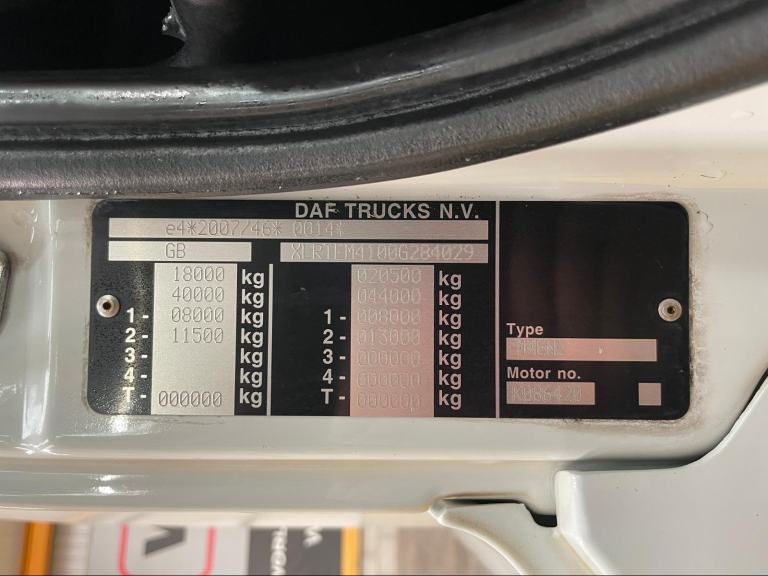 DAF TRUCKS N.V.
e4*2007/46* 0014*
GB XLRTEM4100G284029
18000 kg 020500 kg
40000 kg 044000 kg
1- 08000 kg 1- 008000 kg
2- 11500 kg 2- 013000 kg
3- kg 3- 000000 kg
4- kg 4- 000000 kg
T- 000000 kg T- 000000 kg
Type
Motor no.